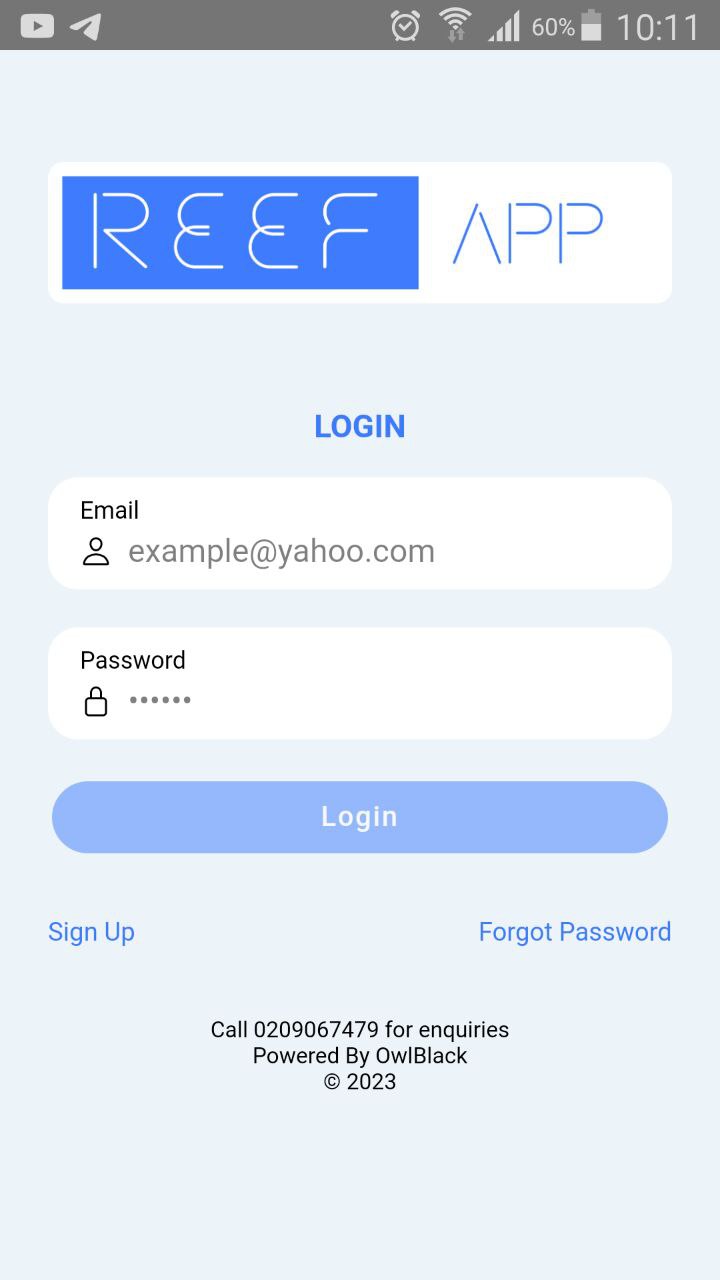 60% 10:11
REEF APP
LOGIN
Email
example@yahoo.com
Password
••••••
Login
Sign Up Forgot Password
Call 0209067479 for enquiries
Powered By OwlBlack
© 2023